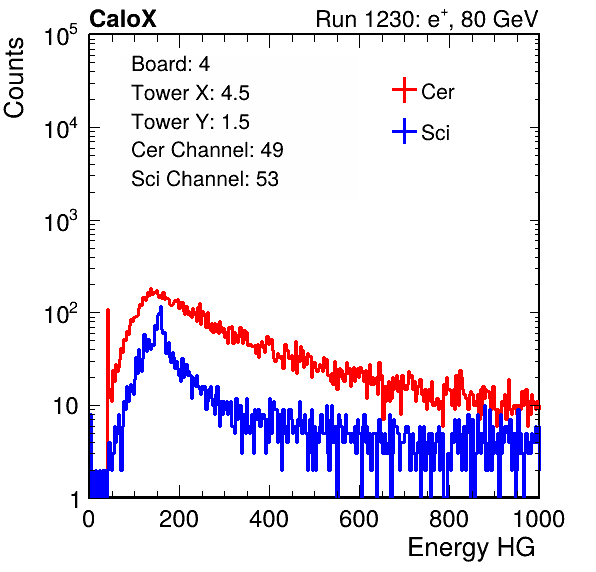 CaloX Run 1230: e⁺, 80 GeV
Board: 4
Tower X: 4.5
Tower Y: 1.5
Cer Channel: 49
Sci Channel: 53
Cer
Sci
Counts
10⁵
10⁴
10³
10²
10
1
0 200 400 600 800 1000
Energy HG